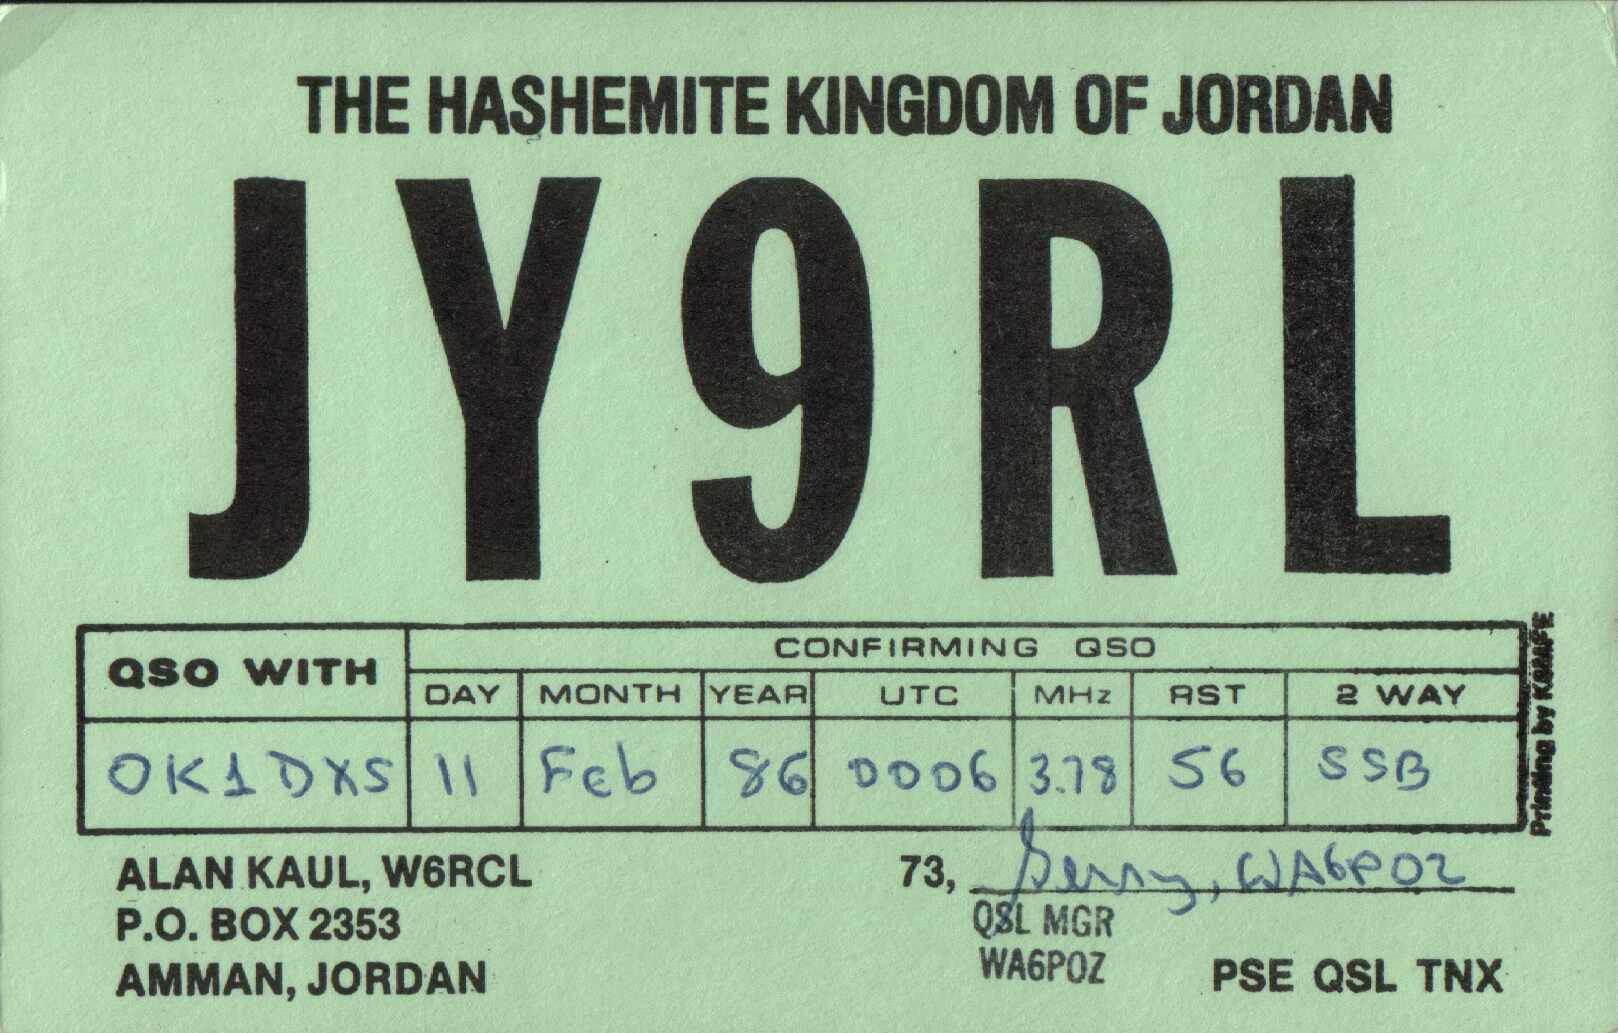 THE HASHEMITE KINGDOM OF JORDAN
JY9RL
QSO WITH CONFIRMING QSO
DAY MONTH YEAR UTC MHz RST 2 WAY
OK1DXS 11 Feb 86 0006 3.78 56 SSB
Printing by K8AFE
ALAN KAUL, W6RCL
P.O. BOX 2353
AMMAN, JORDAN
73, Gerry, WA6POZ
QSL MGR
WA6POZ
PSE QSL TNX